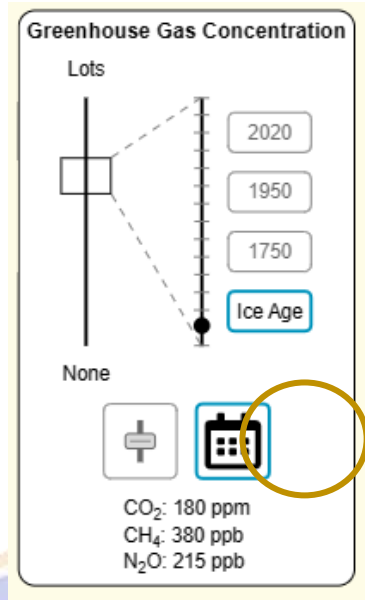 Greenhouse Gas Concentration
Lots
2020
1950
1750
Ice Age
None
CO₂: 180 ppm
CH₄: 380 ppb
N₂O: 215 ppb